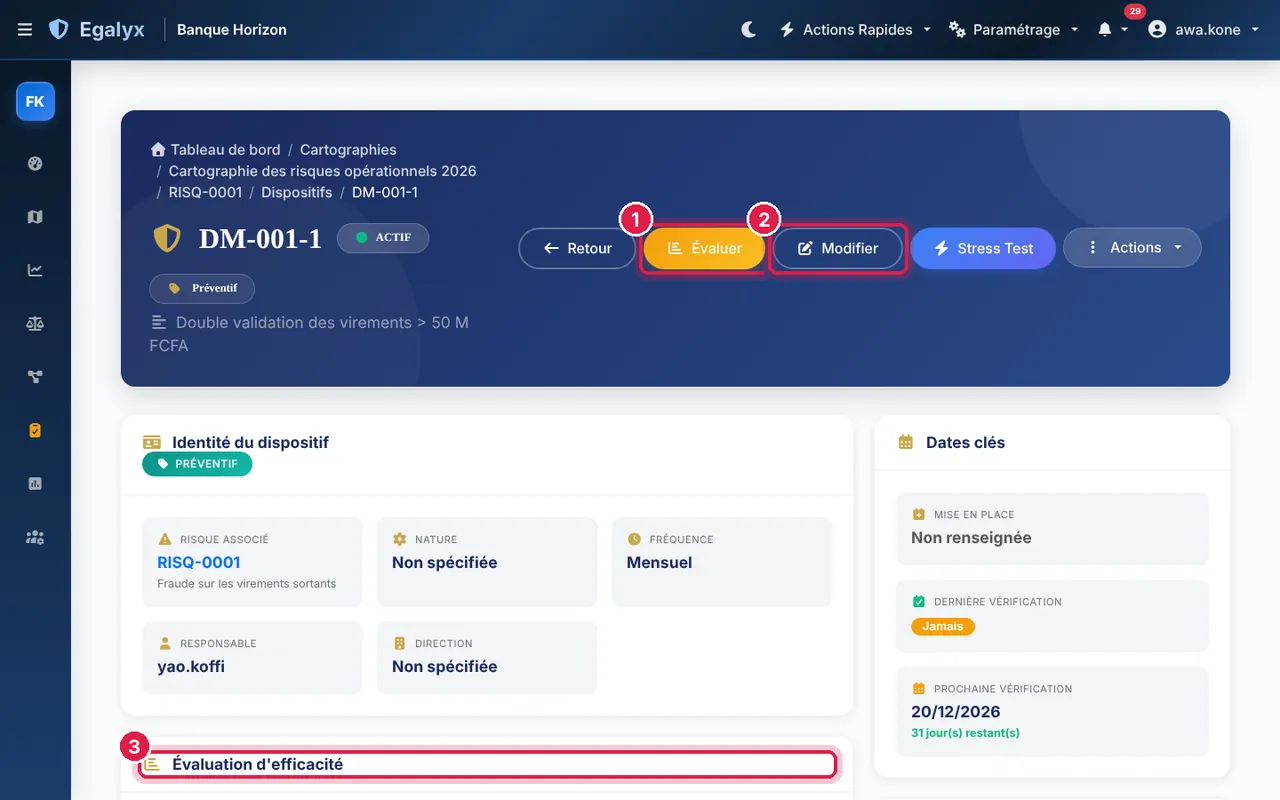 Egalyx
Banque Horizon
Actions Rapides
Paramétrage
29
awa.kone
FK
Tableau de bord / Cartographies
/ Cartographie des risques opérationnels 2026
/ RISQ-0001 / Dispositifs / DM-001-1
DM-001-1
ACTIF
Préventif
Double validation des virements > 50 M
FCFA
Retour
1
Évaluer
2
Modifier
Stress Test
Actions
Identité du dispositif
PRÉVENTIF
RISQUE ASSOCIÉ
RISQ-0001
Fraude sur les virements sortants
NATURE
Non spécifiée
FRÉQUENCE
Mensuel
RESPONSABLE
yao.koffi
DIRECTION
Non spécifiée
3
Évaluation d'efficacité
Dates clés
MISE EN PLACE
Non renseignée
DERNIÈRE VÉRIFICATION
Jamais
PROCHAINE VÉRIFICATION
20/12/2026
31 jour(s) restant(s)